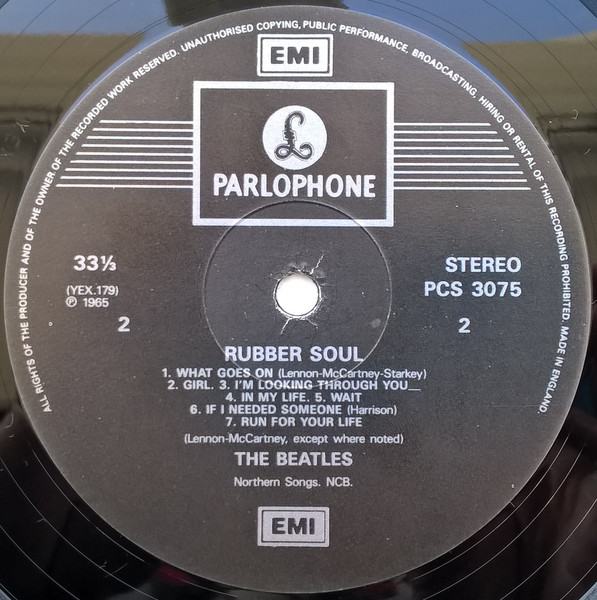 ALL RIGHTS OF THE PRODUCER AND OF THE OWNER OF THE RECORDED WORK RESERVED. UNAUTHORISED COPYING, PUBLIC PERFORMANCE, BROADCASTING, HIRING OR RENTAL OF THIS RECORDING PROHIBITED. MADE IN ENGLAND.
EMI
£
PARLOPHONE
33⅓
STEREO
(YEX.179)
PCS 3075
℗ 1965
2
2
RUBBER SOUL
1. WHAT GOES ON (Lennon-McCartney-Starkey)
2. GIRL. 3. I'M LOOKING THROUGH YOU
4. IN MY LIFE. 5. WAIT
6. IF I NEEDED SOMEONE (Harrison)
7. RUN FOR YOUR LIFE
(Lennon-McCartney, except where noted)
THE BEATLES
Northern Songs. NCB.
EMI